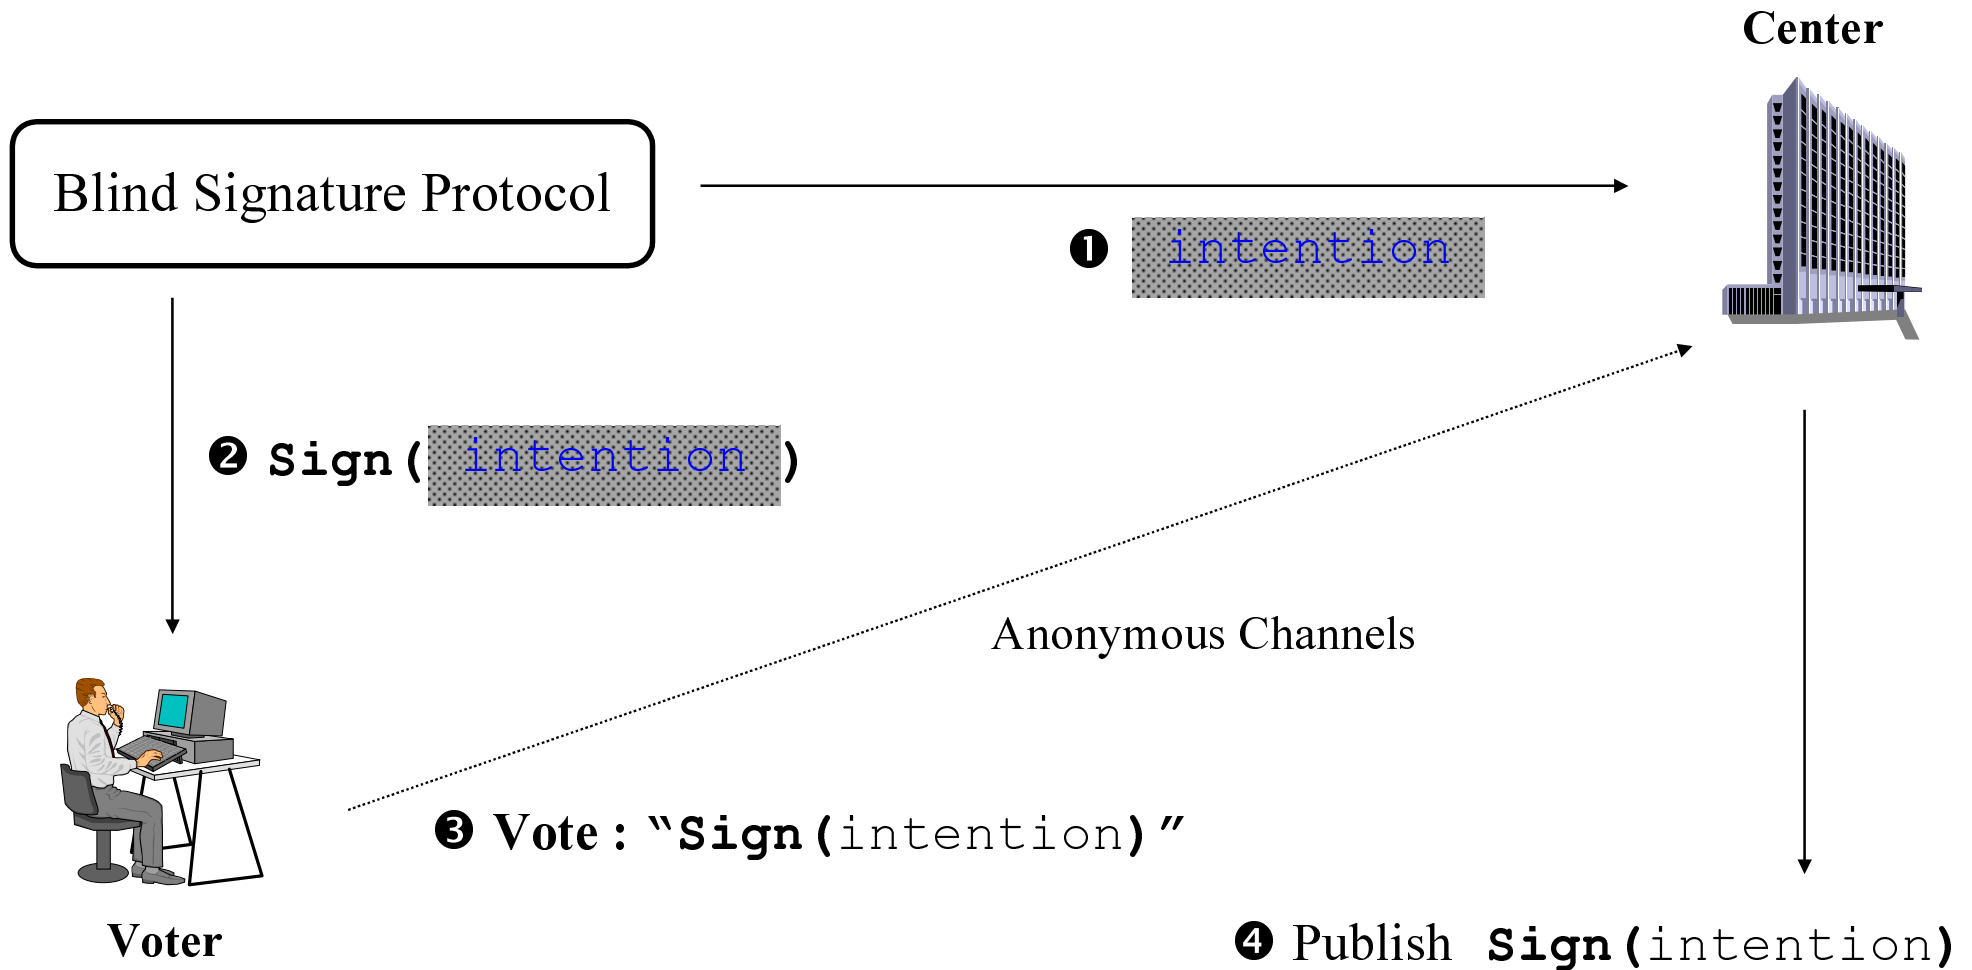 Center
Blind Signature Protocol
❶ intention
❷ Sign( intention )
Anonymous Channels
❸ Vote : “Sign(intention)”
Voter
❹ Publish Sign(intention)